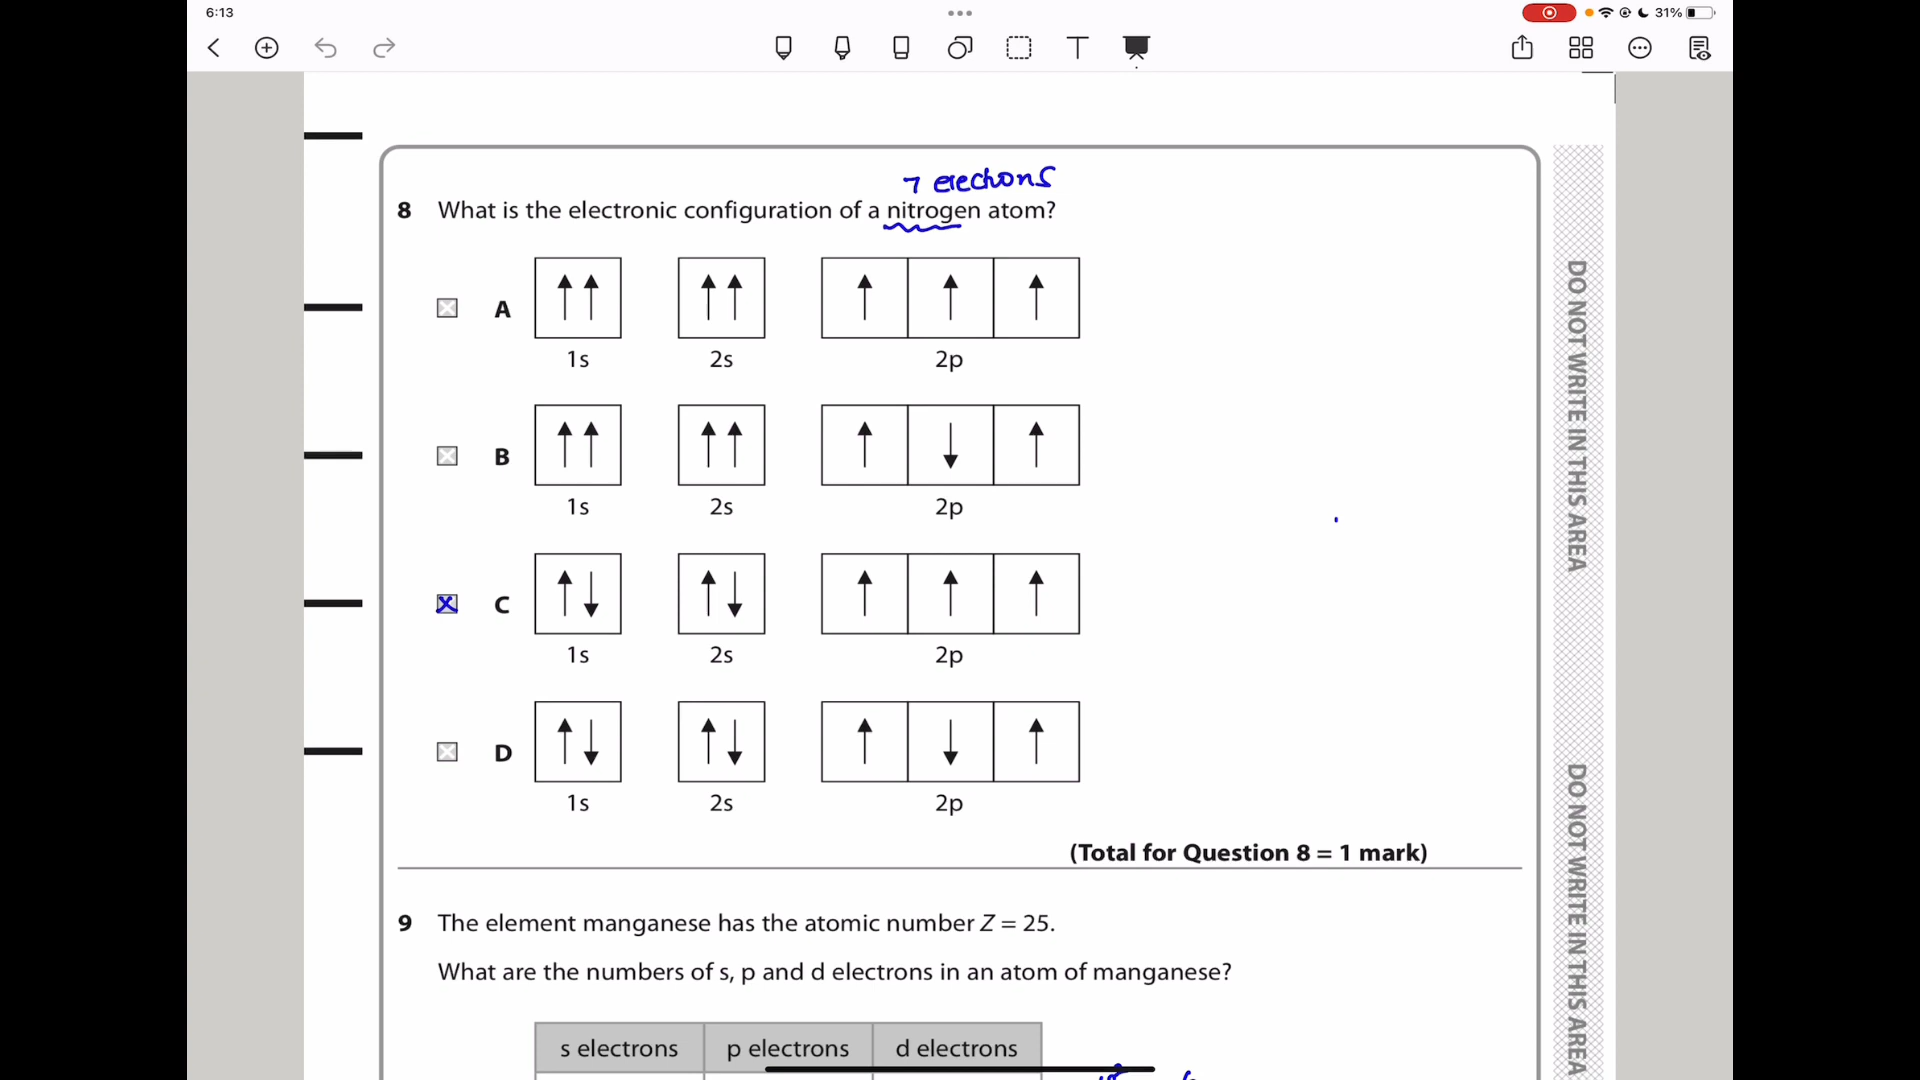 6:13
31%
7 electrons
8 What is the electronic configuration of a nitrogen atom?
A
1s 2s 2p
B
1s 2s 2p
C
1s 2s 2p
D
1s 2s 2p
(Total for Question 8 = 1 mark)
9 The element manganese has the atomic number Z = 25.
What are the numbers of s, p and d electrons in an atom of manganese?
s electrons p electrons d electrons
DO NOT WRITE IN THIS AREA
DO NOT WRITE IN THIS AREA